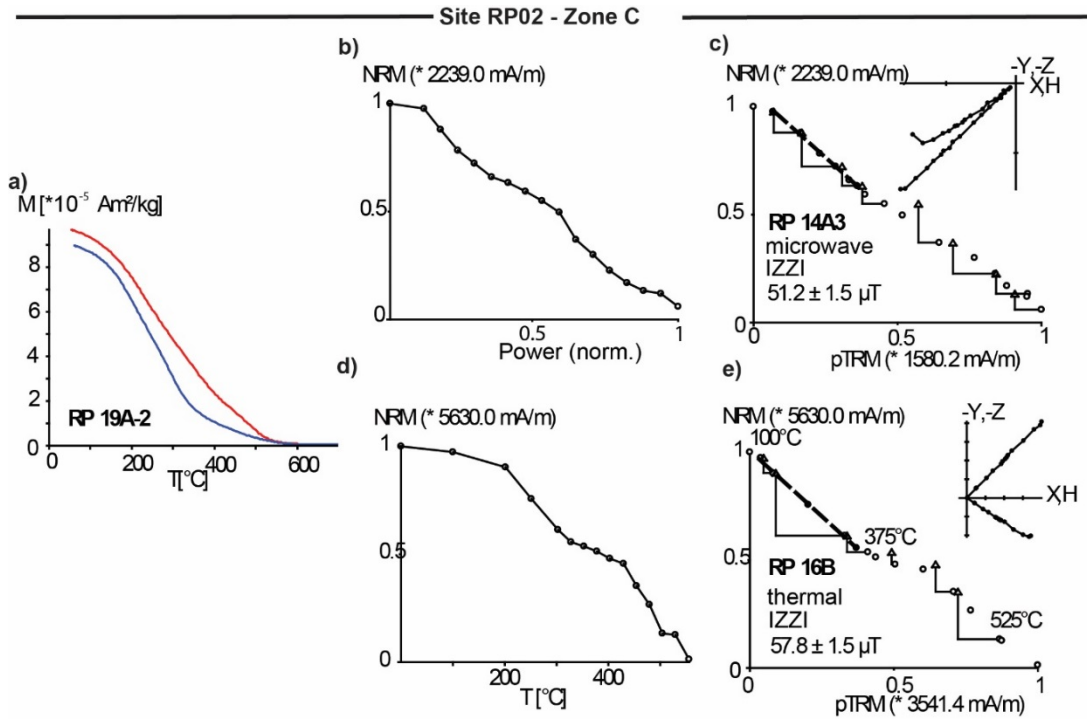 Site RP02 - Zone C
a)
M [*10⁻⁵ Am²/kg]
8
6
4
2
0
RP 19A-2
0
200
400
600
T[°C]
b)
NRM (* 2239.0 mA/m)
1
0.5
0
0.5
1
Power (norm.)
c)
NRM (* 2239.0 mA/m)
-Y,-Z
X,H
1
0.5
0
RP 14A3
microwave
IZZI
51.2 ± 1.5 µT
0
0.5
1
pTRM (* 1580.2 mA/m)
d)
NRM (* 5630.0 mA/m)
1
0.5
0
200
400
T [°C]
e)
NRM (* 5630.0 mA/m)
-Y,-Z
X,H
1
100°C
375°C
0.5
RP 16B
thermal
IZZI
57.8 ± 1.5 µT
525°C
0
0
0.5
1
pTRM (* 3541.4 mA/m)